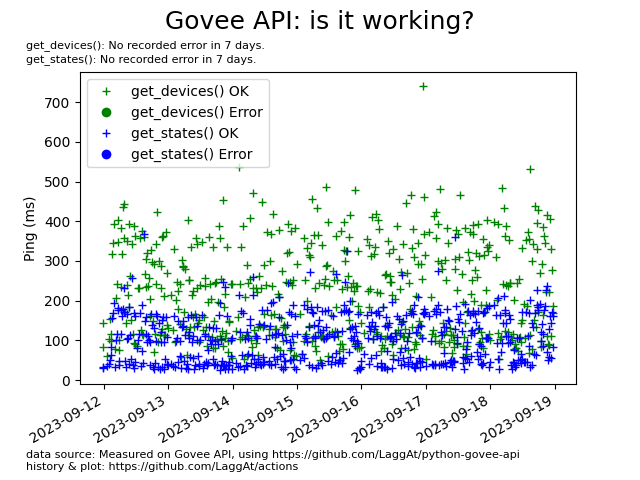 Govee API: is it working?
get_devices(): No recorded error in 7 days.
get_states(): No recorded error in 7 days.
get_devices() OK
get_devices() Error
get_states() OK
get_states() Error
Ping (ms)
700
600
500
400
300
200
100
0
2023-09-12
2023-09-13
2023-09-14
2023-09-15
2023-09-16
2023-09-17
2023-09-18
2023-09-19
data source: Measured on Govee API, using https://github.com/LaggAt/python-govee-api
history & plot: https://github.com/LaggAt/actions